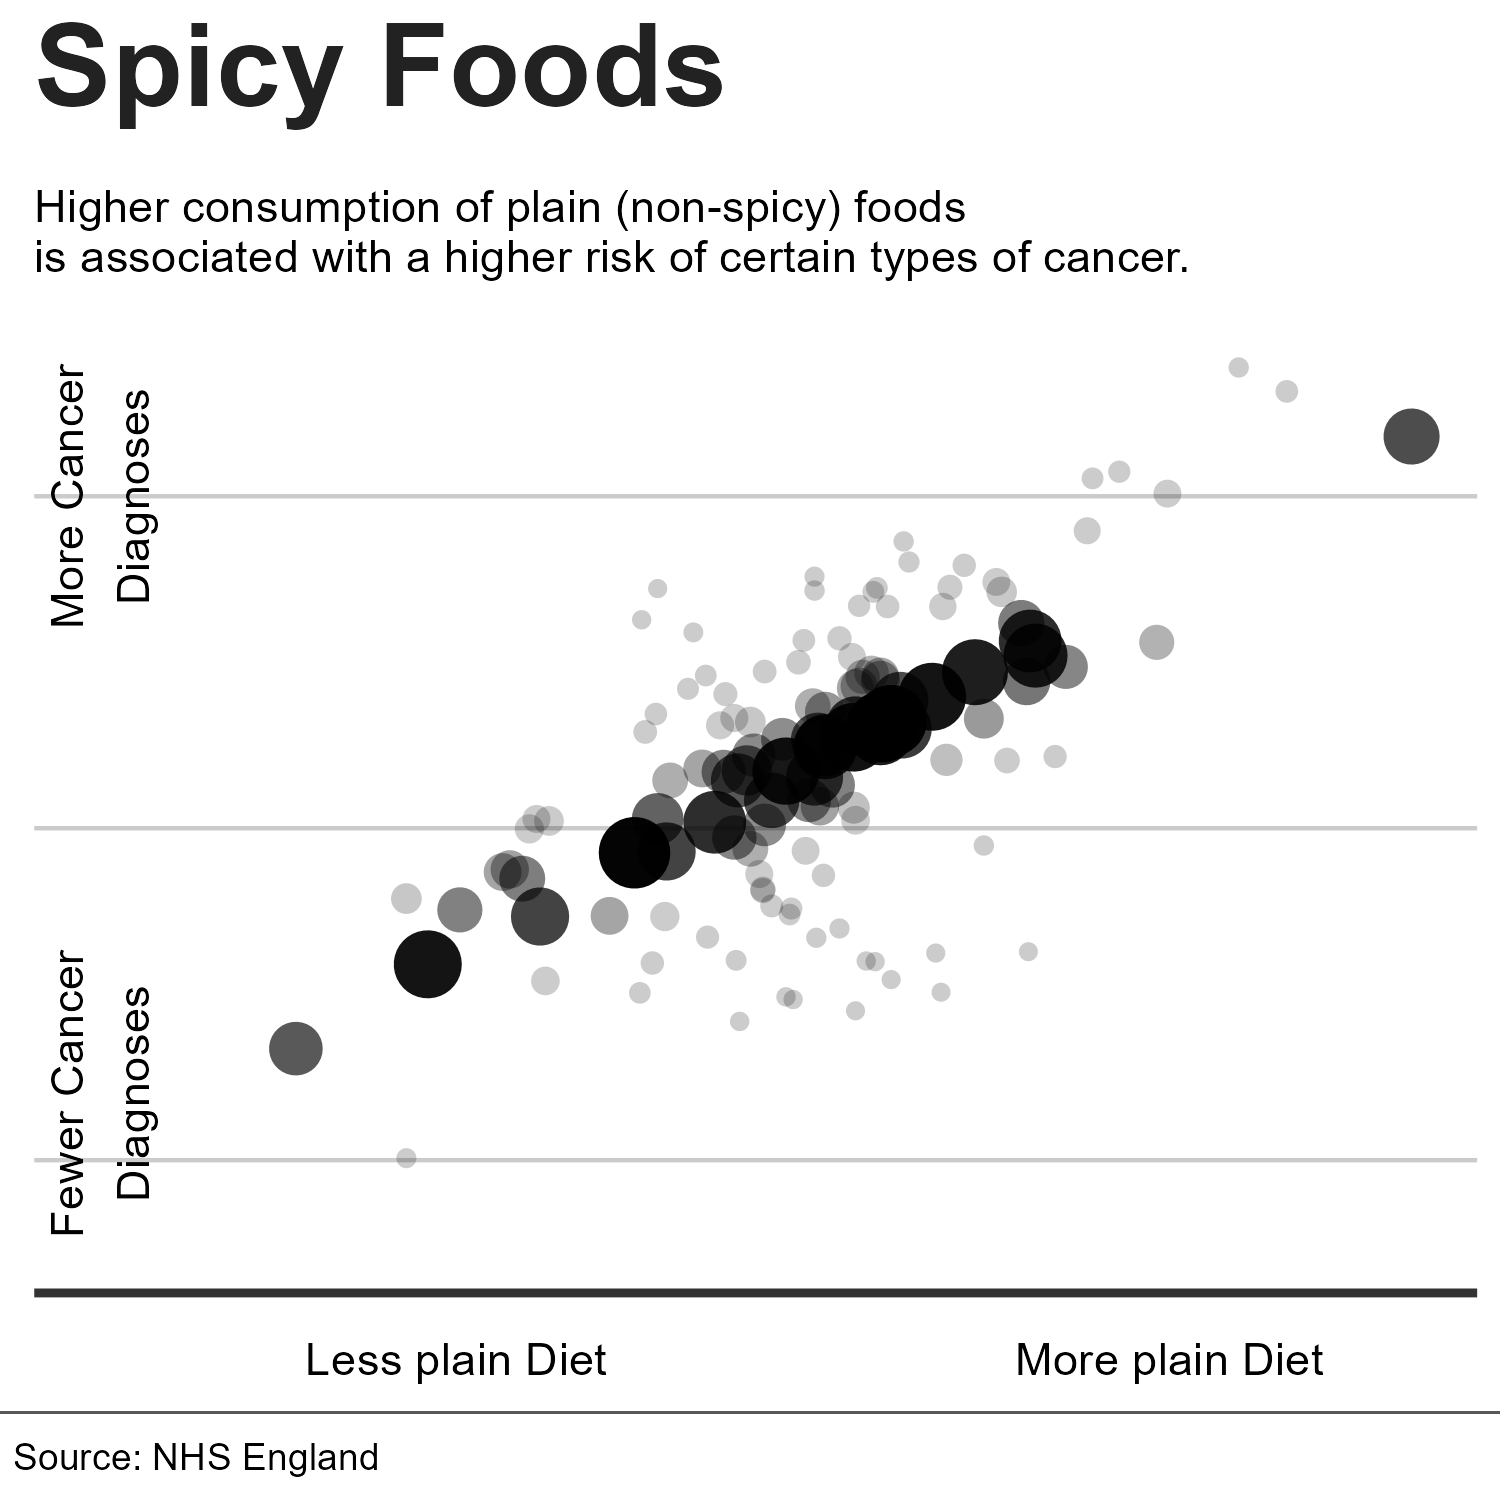 Spicy Foods
Higher consumption of plain (non-spicy) foods
is associated with a higher risk of certain types of cancer.
More Cancer
Diagnoses
Fewer Cancer
Diagnoses
Less plain Diet
More plain Diet
Source: NHS England